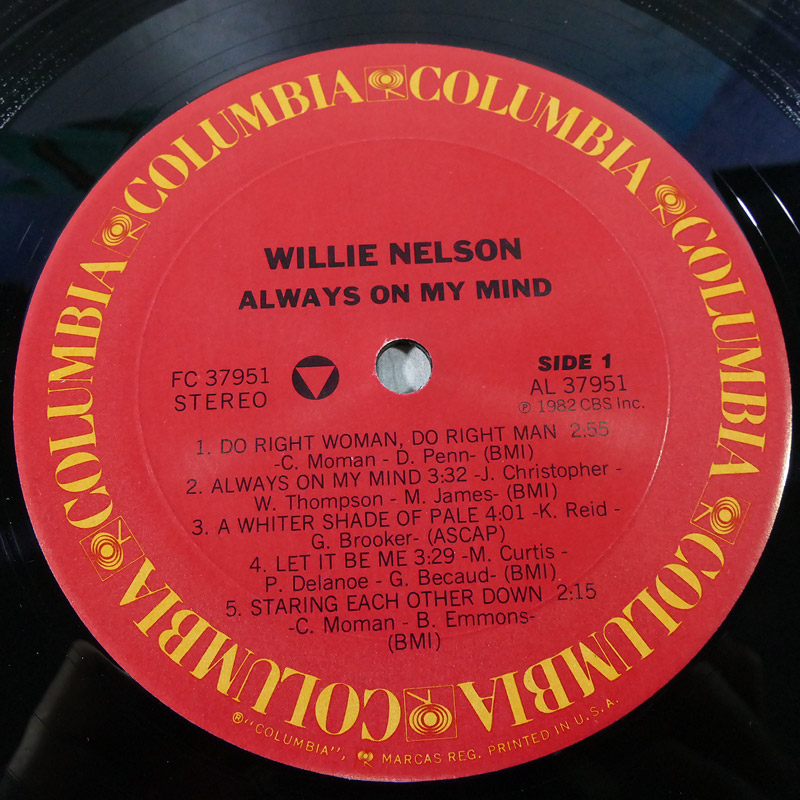 COLUMBIA COLUMBIA COLUMBIA COLUMBIA COLUMBIA COLUMBIA COLUMBIA COLUMBIA
WILLIE NELSON
ALWAYS ON MY MIND
FC 37951
STEREO
SIDE 1
AL 37951
℗ 1982 CBS Inc.
1. DO RIGHT WOMAN, DO RIGHT MAN 2:55
-C. Moman - D. Penn- (BMI)
2. ALWAYS ON MY MIND 3:32 -J. Christopher -
W. Thompson - M. James- (BMI)
3. A WHITER SHADE OF PALE 4:01 -K. Reid -
G. Brooker- (ASCAP)
4. LET IT BE ME 3:29 -M. Curtis -
P. Delanoe - G. Becaud- (BMI)
5. STARING EACH OTHER DOWN 2:15
-C. Moman - B. Emmons-
(BMI)
®"COLUMBIA", MARCAS REG. PRINTED IN U.S.A.